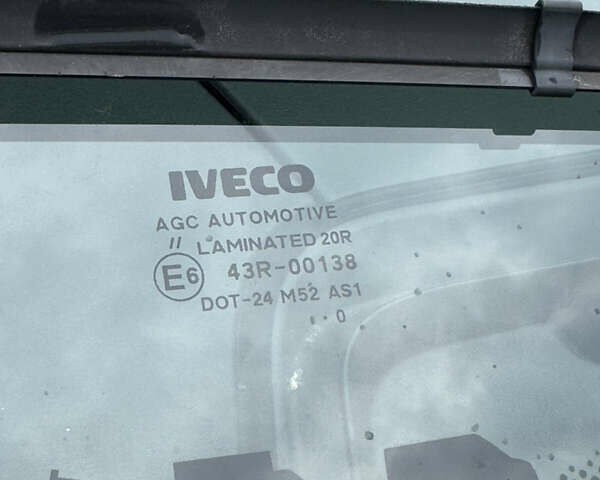 IVECO
AGC AUTOMOTIVE
// LAMINATED 20R
E6 43R-00138
DOT-24 M52 AS1
| · 0